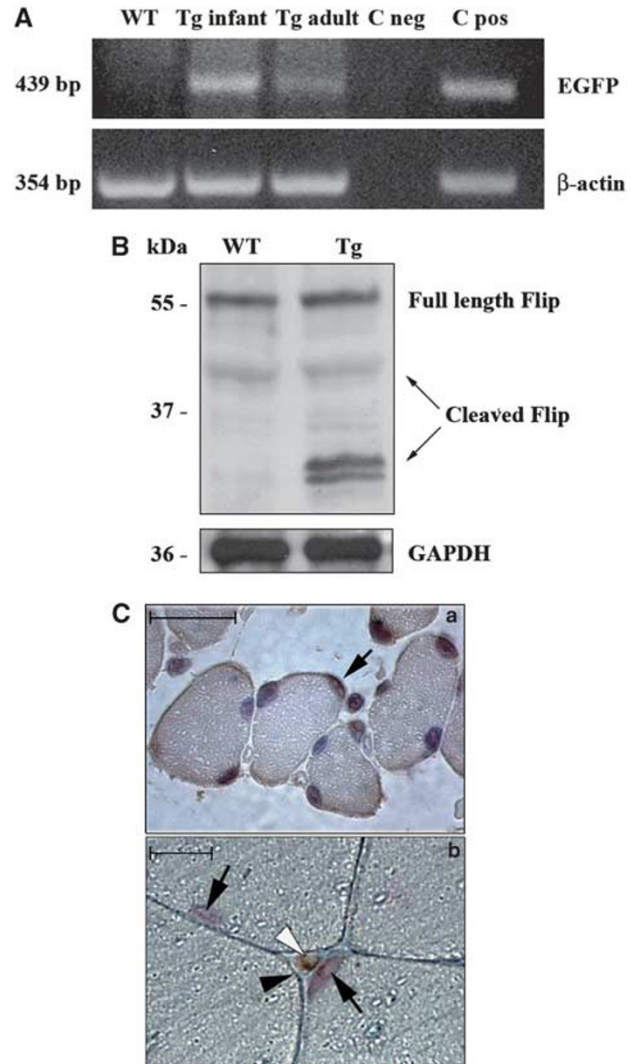 A WT Tg infant Tg adult C neg C pos
439 bp EGFP
354 bp β-actin
B kDa WT Tg
55 - Full length Flip
37 - Cleaved Flip
36 - GAPDH
C a
b